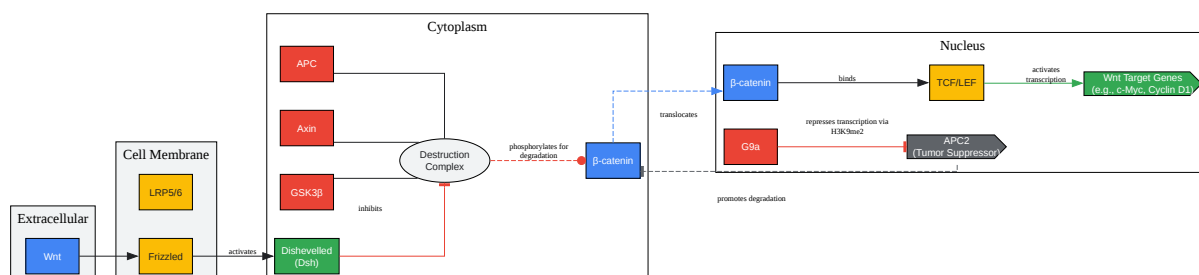 Cytoplasm
Nucleus
APC
β-catenin
binds
TCF/LEF
activates
transcription
Wnt Target Genes
(e.g., c-Myc, Cyclin D1)
translocates
Axin
represses transcription via
H3K9me2
Cell Membrane
phosphorylates for
degradation
G9a
APC2
(Tumor Suppressor)
Destruction
Complex
β-catenin
LRP5/6
GSK3β
inhibits
promotes degradation
Extracellular
Wnt
Frizzled
activates
Dishevelled
(Dsh)